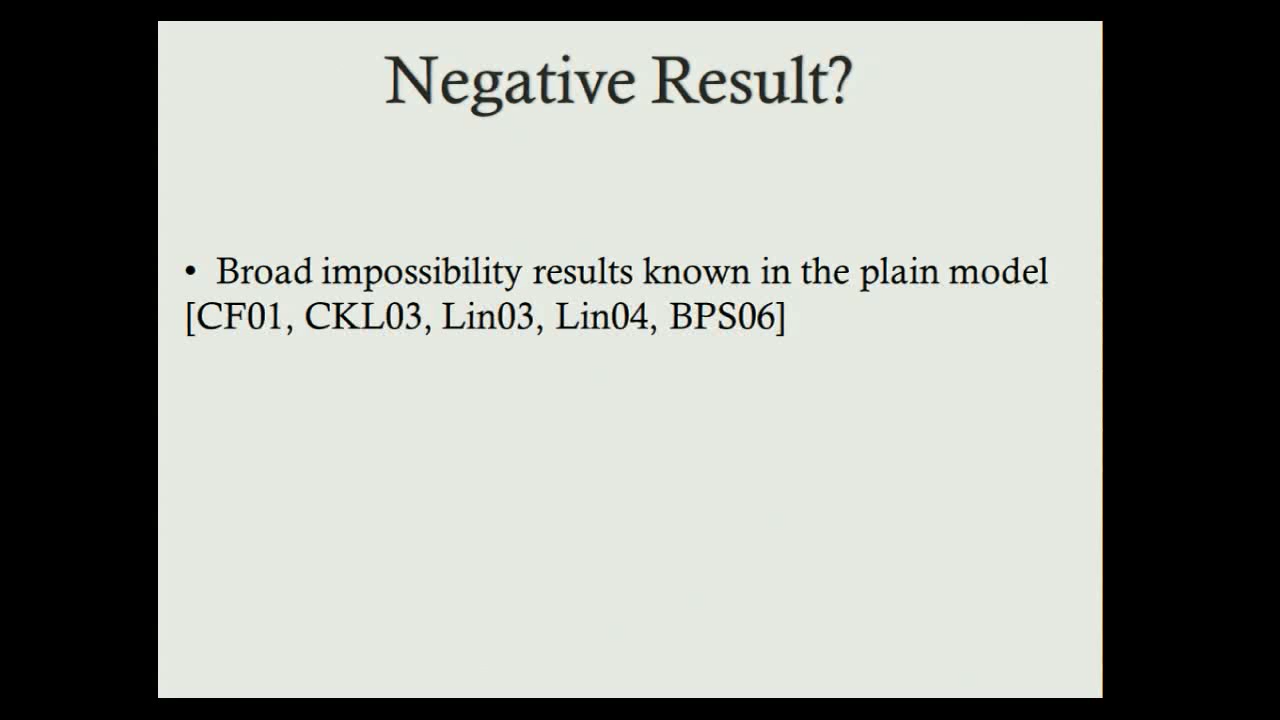 Negative Result?
• Broad impossibility results known in the plain model
[CF01, CKL03, Lin03, Lin04, BPS06]